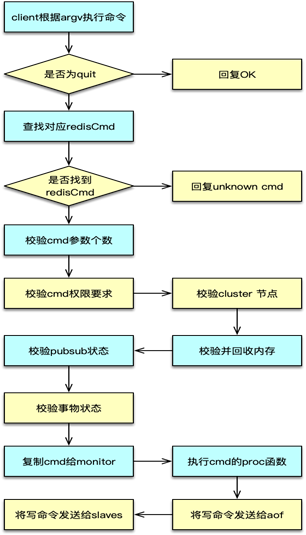 client根据argv执行命令
是否为quit
回复OK
查找对应redisCmd
是否找到
redisCmd
回复unknown cmd
校验cmd参数个数
校验cmd权限要求
校验cluster 节点
校验pubsub状态
校验并回收内存
校验事物状态
复制cmd给monitor
执行cmd的proc函数
将写命令发送给slaves
将写命令发送给aof